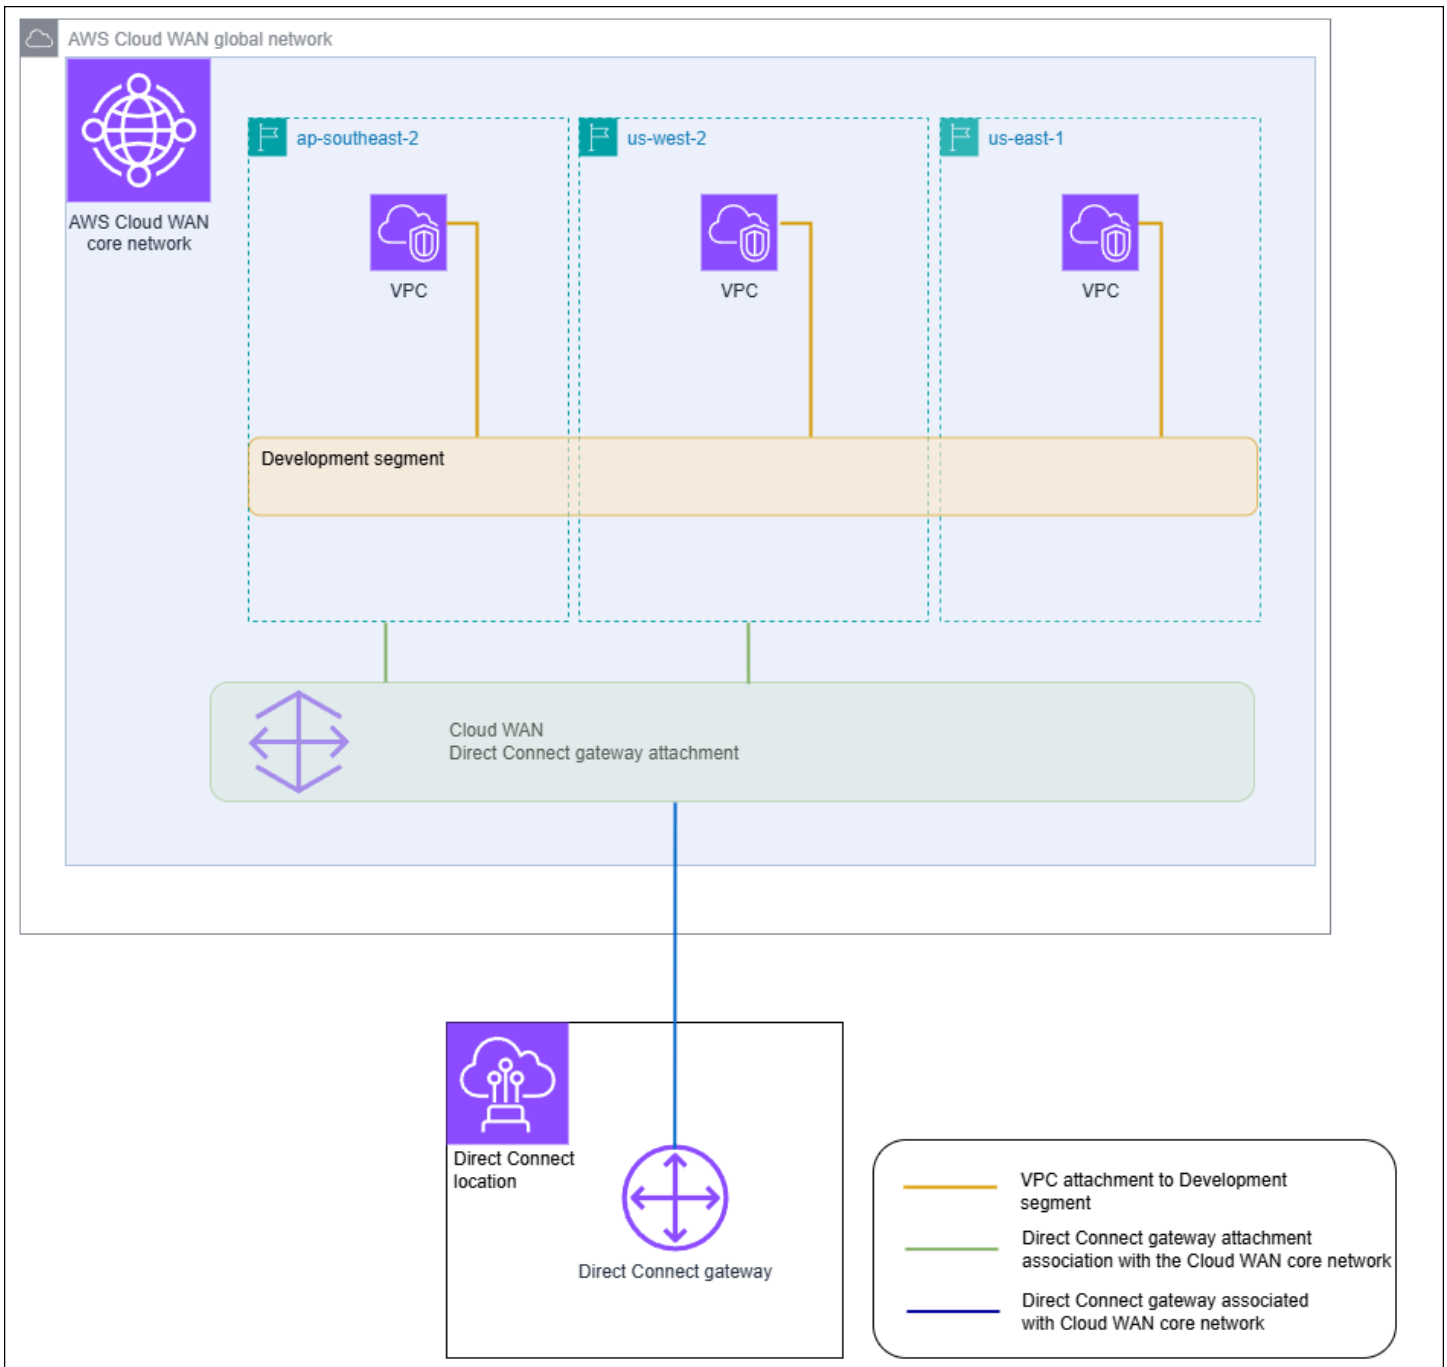 AWS Cloud WAN global network
AWS Cloud WAN
core network
ap-southeast-2
us-west-2
us-east-1
VPC
VPC
VPC
Development segment
Cloud WAN
Direct Connect gateway attachment
Direct Connect
location
Direct Connect gateway
VPC attachment to Development
segment
Direct Connect gateway attachment
association with the Cloud WAN core network
Direct Connect gateway associated
with Cloud WAN core network